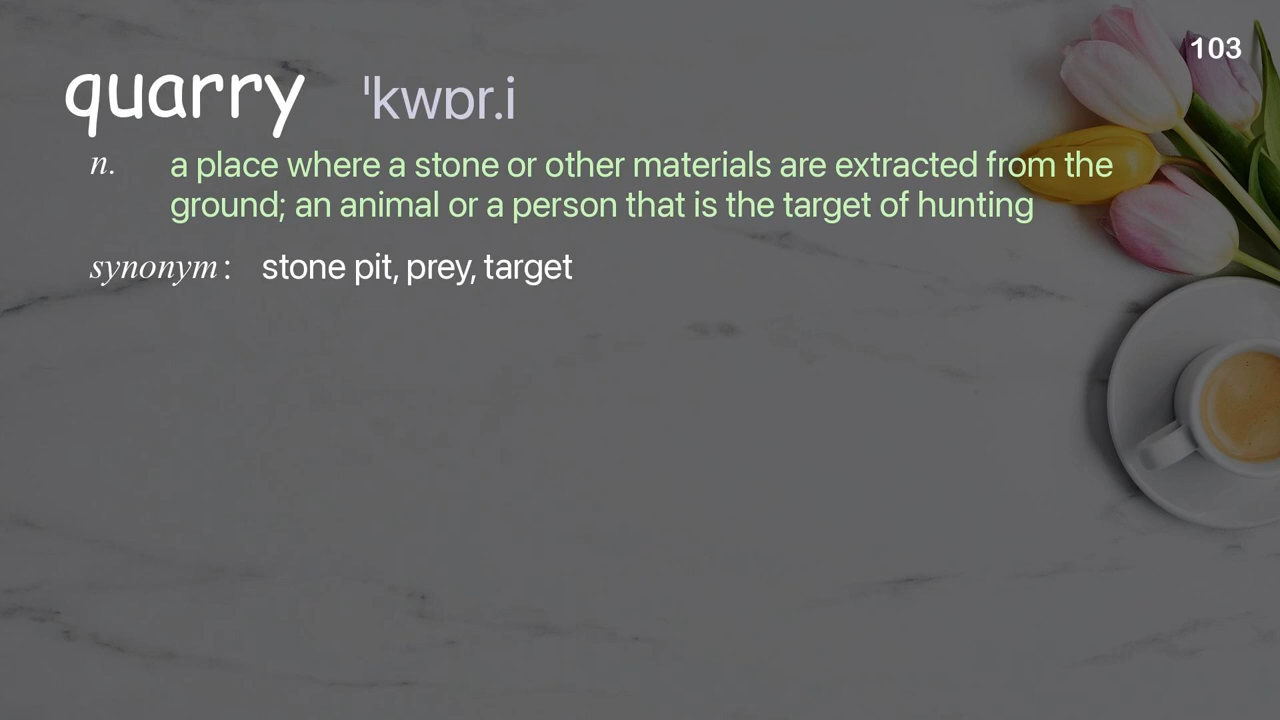 103
quarry ˈkwɒr.i
n. a place where a stone or other materials are extracted from the
ground; an animal or a person that is the target of hunting
synonym: stone pit, prey, target